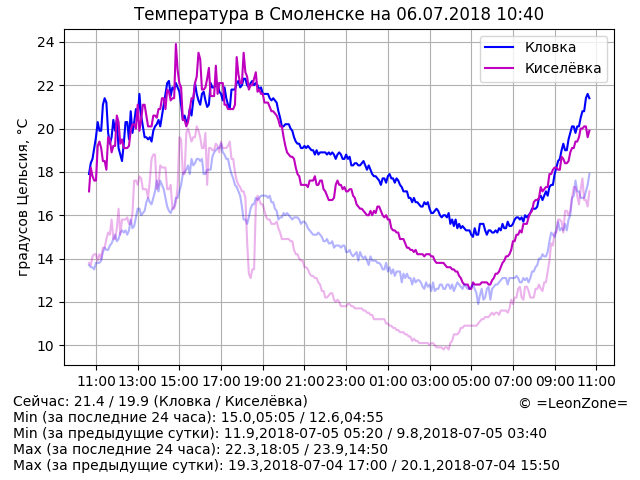 Температура в Смоленске на 06.07.2018 10:40
Кловка
Киселёвка
градусов Цельсия, °C
24
22
20
18
16
14
12
10
11:00 13:00 15:00 17:00 19:00 21:00 23:00 01:00 03:00 05:00 07:00 09:00 11:00
Сейчас: 21.4 / 19.9 (Кловка / Киселёвка)
© =LeonZone=
Min (за последние 24 часа): 15.0,05:05 / 12.6,04:55
Min (за предыдущие сутки): 11.9,2018-07-05 05:20 / 9.8,2018-07-05 03:40
Max (за последние 24 часа): 22.3,18:05 / 23.9,14:50
Max (за предыдущие сутки): 19.3,2018-07-04 17:00 / 20.1,2018-07-04 15:50